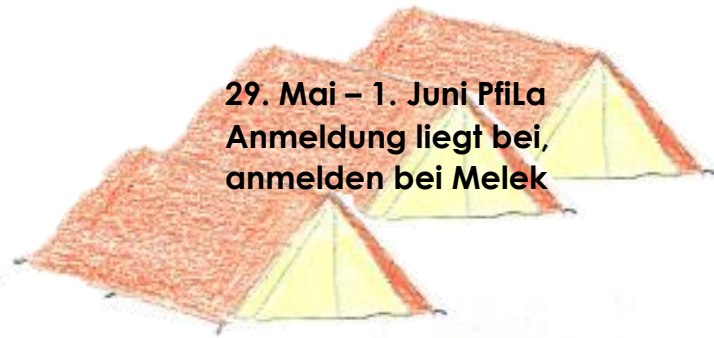 29. Mai – 1. Juni PfiLa
Anmeldung liegt bei,
anmelden bei Melek